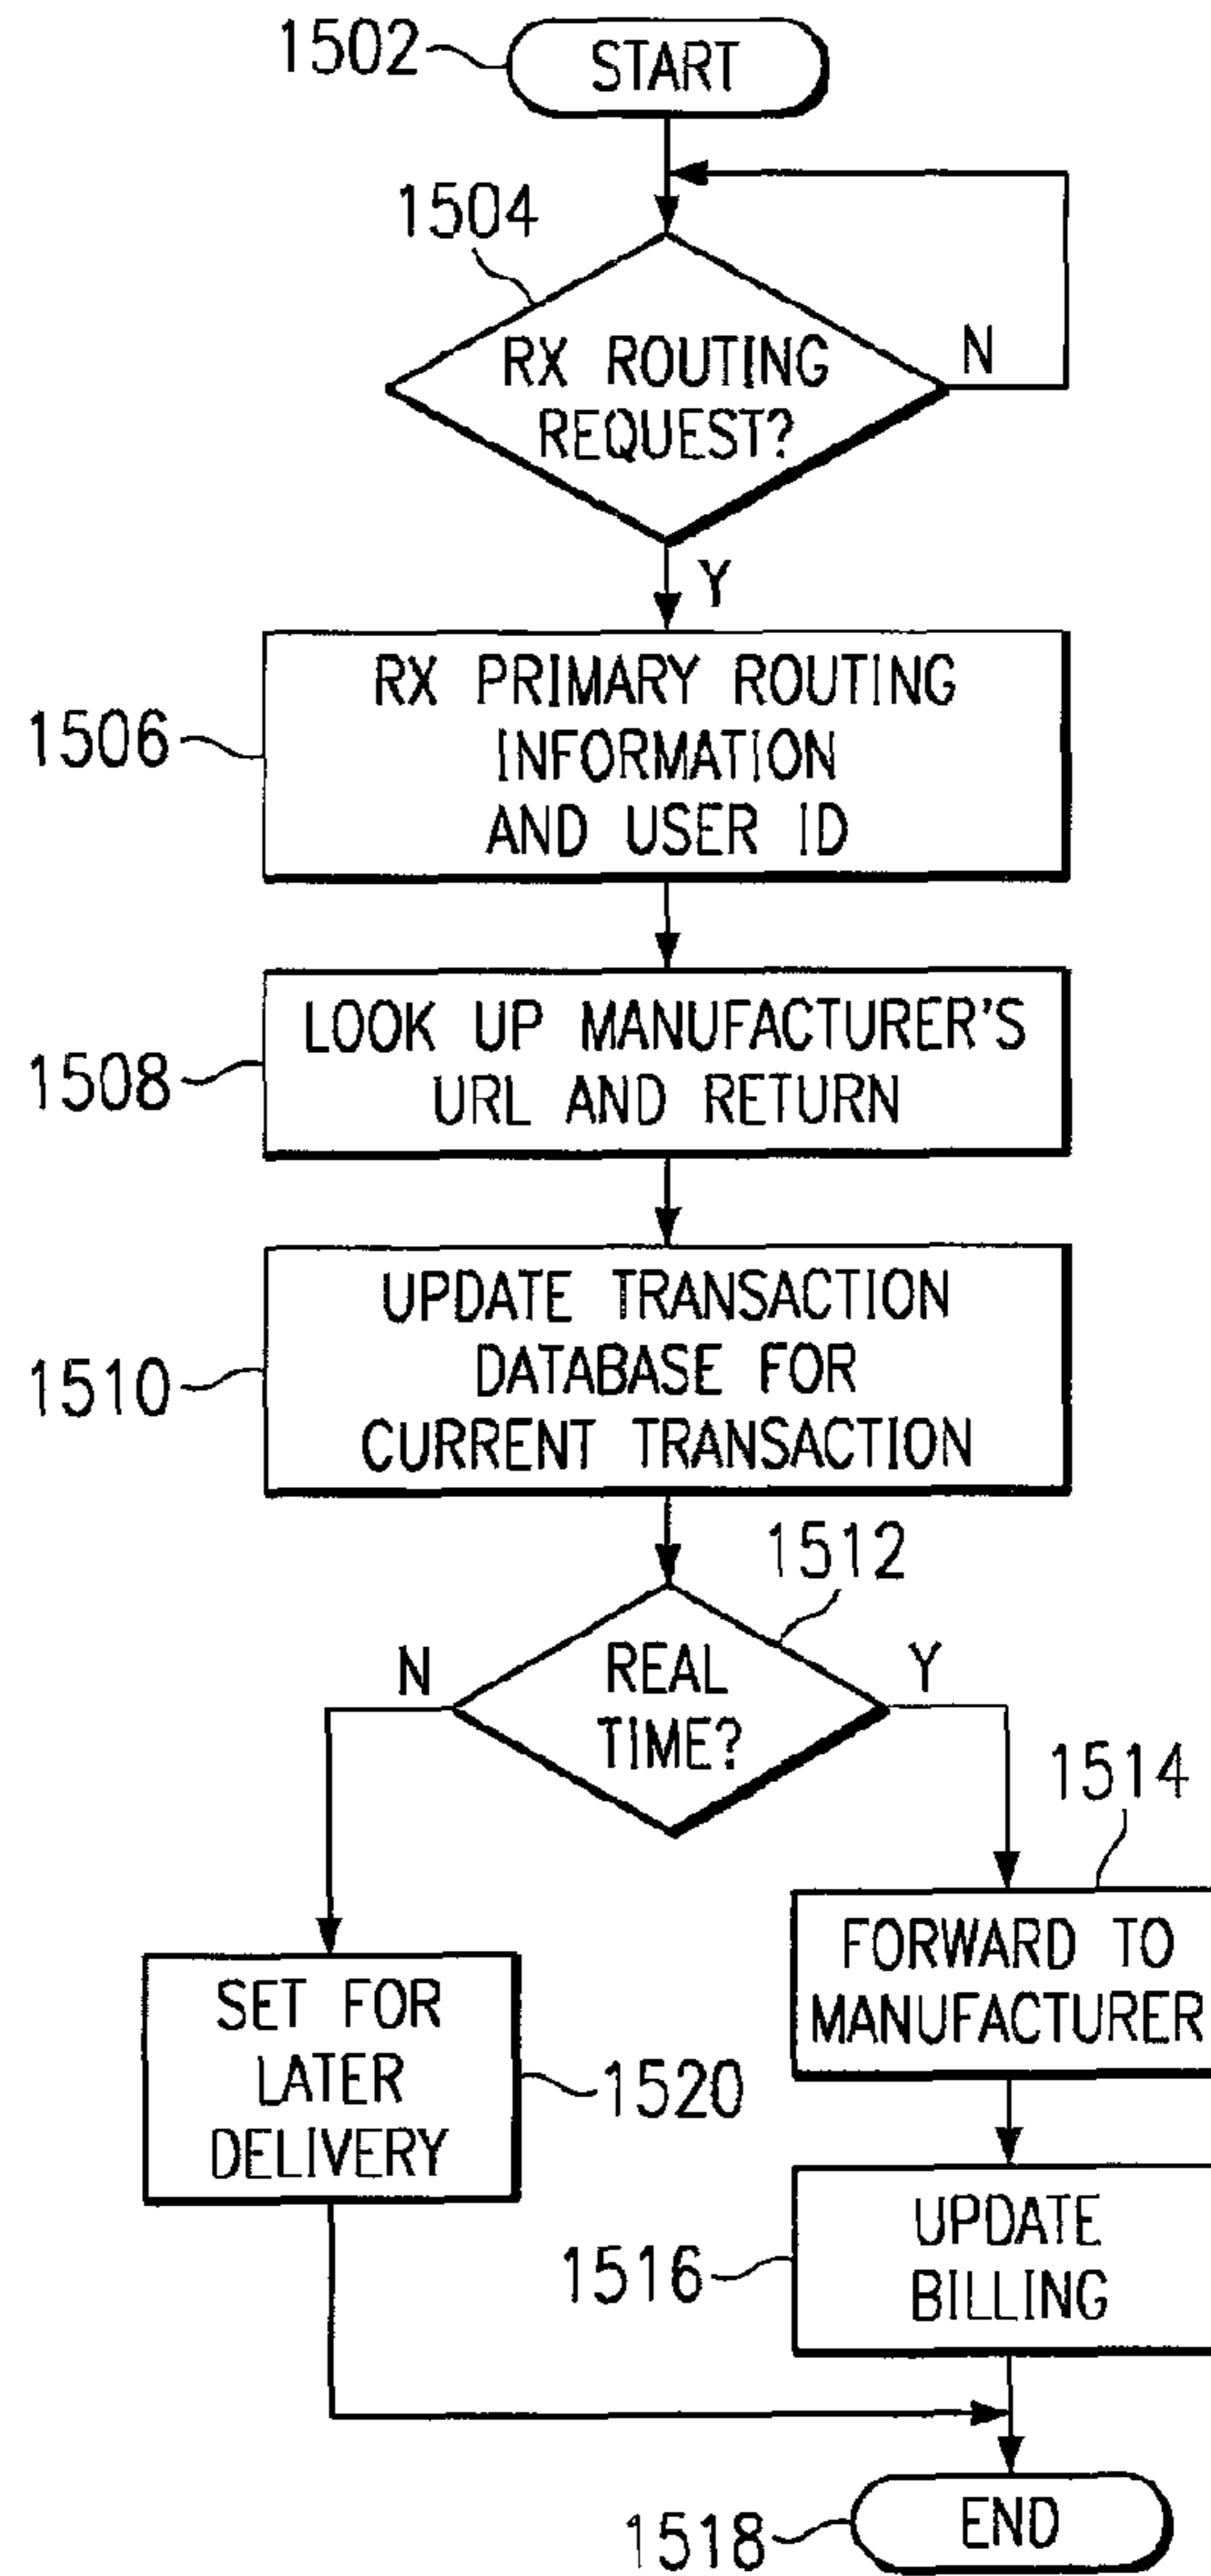 1502
START
1504
RX ROUTING
REQUEST?
N
Y
1506
RX PRIMARY ROUTING
INFORMATION
AND USER ID
1508
LOOK UP MANUFACTURER'S
URL AND RETURN
1510
UPDATE TRANSACTION
DATABASE FOR
CURRENT TRANSACTION
1512
REAL
TIME?
N
Y
1514
FORWARD TO
MANUFACTURER
SET FOR
LATER
DELIVERY
1520
1516
UPDATE
BILLING
1518
END